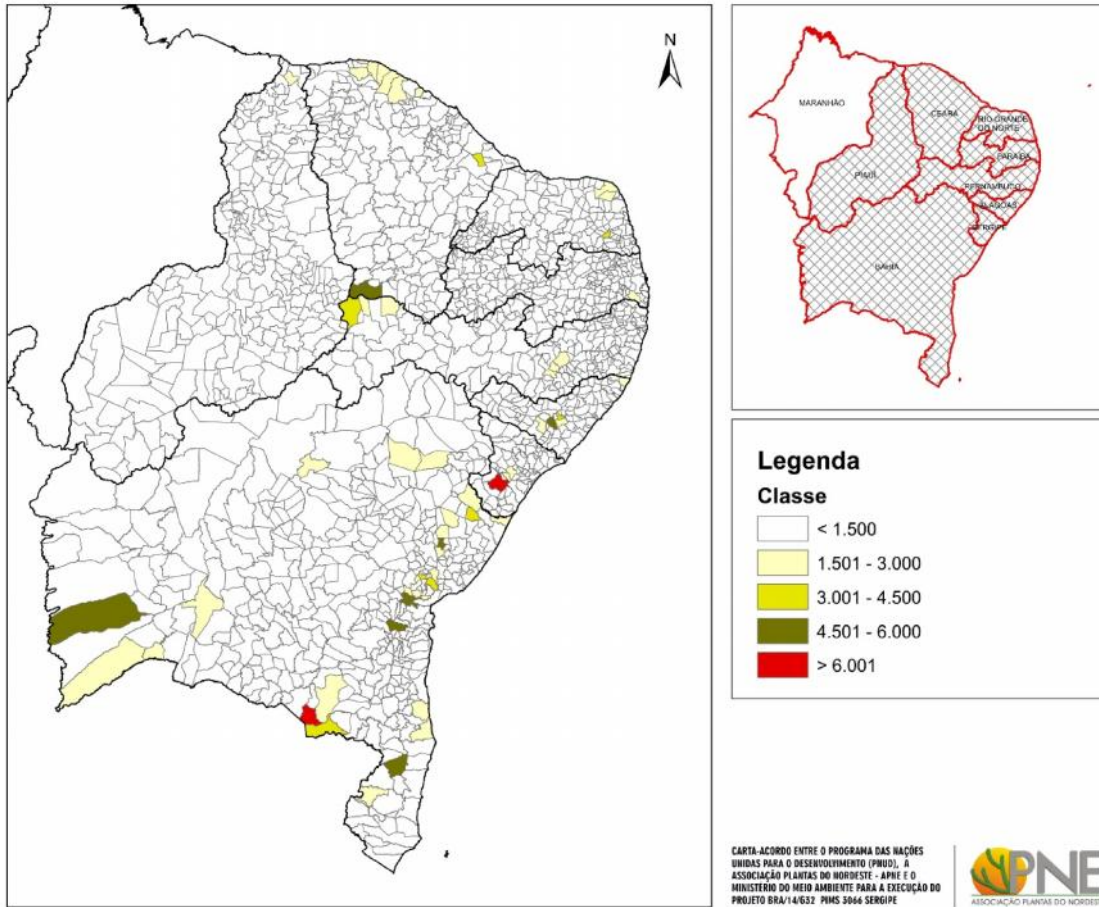 N
MARANHÃO
CEARÁ
RIO GRANDE
DO NORTE
PARAÍBA
PIAUÍ
PERNAMBUCO
ALAGOAS
SERGIPE
BAHIA
Legenda
Classe
< 1.500
1.501 - 3.000
3.001 - 4.500
4.501 - 6.000
> 6.001
CARTA-ACORDO ENTRE O PROGRAMA DAS NAÇÕES
UNIDAS PARA O DESENVOLVIMENTO (PNUD), A
ASSOCIAÇÃO PLANTAS DO NORDESTE - APNE E O
MINISTÉRIO DO MEIO AMBIENTE PARA A EXECUÇÃO DO
PROJETO BRA/14/G32 PIMS 3066 SERGIPE
APNE
ASSOCIAÇÃO PLANTAS DO NORDESTE